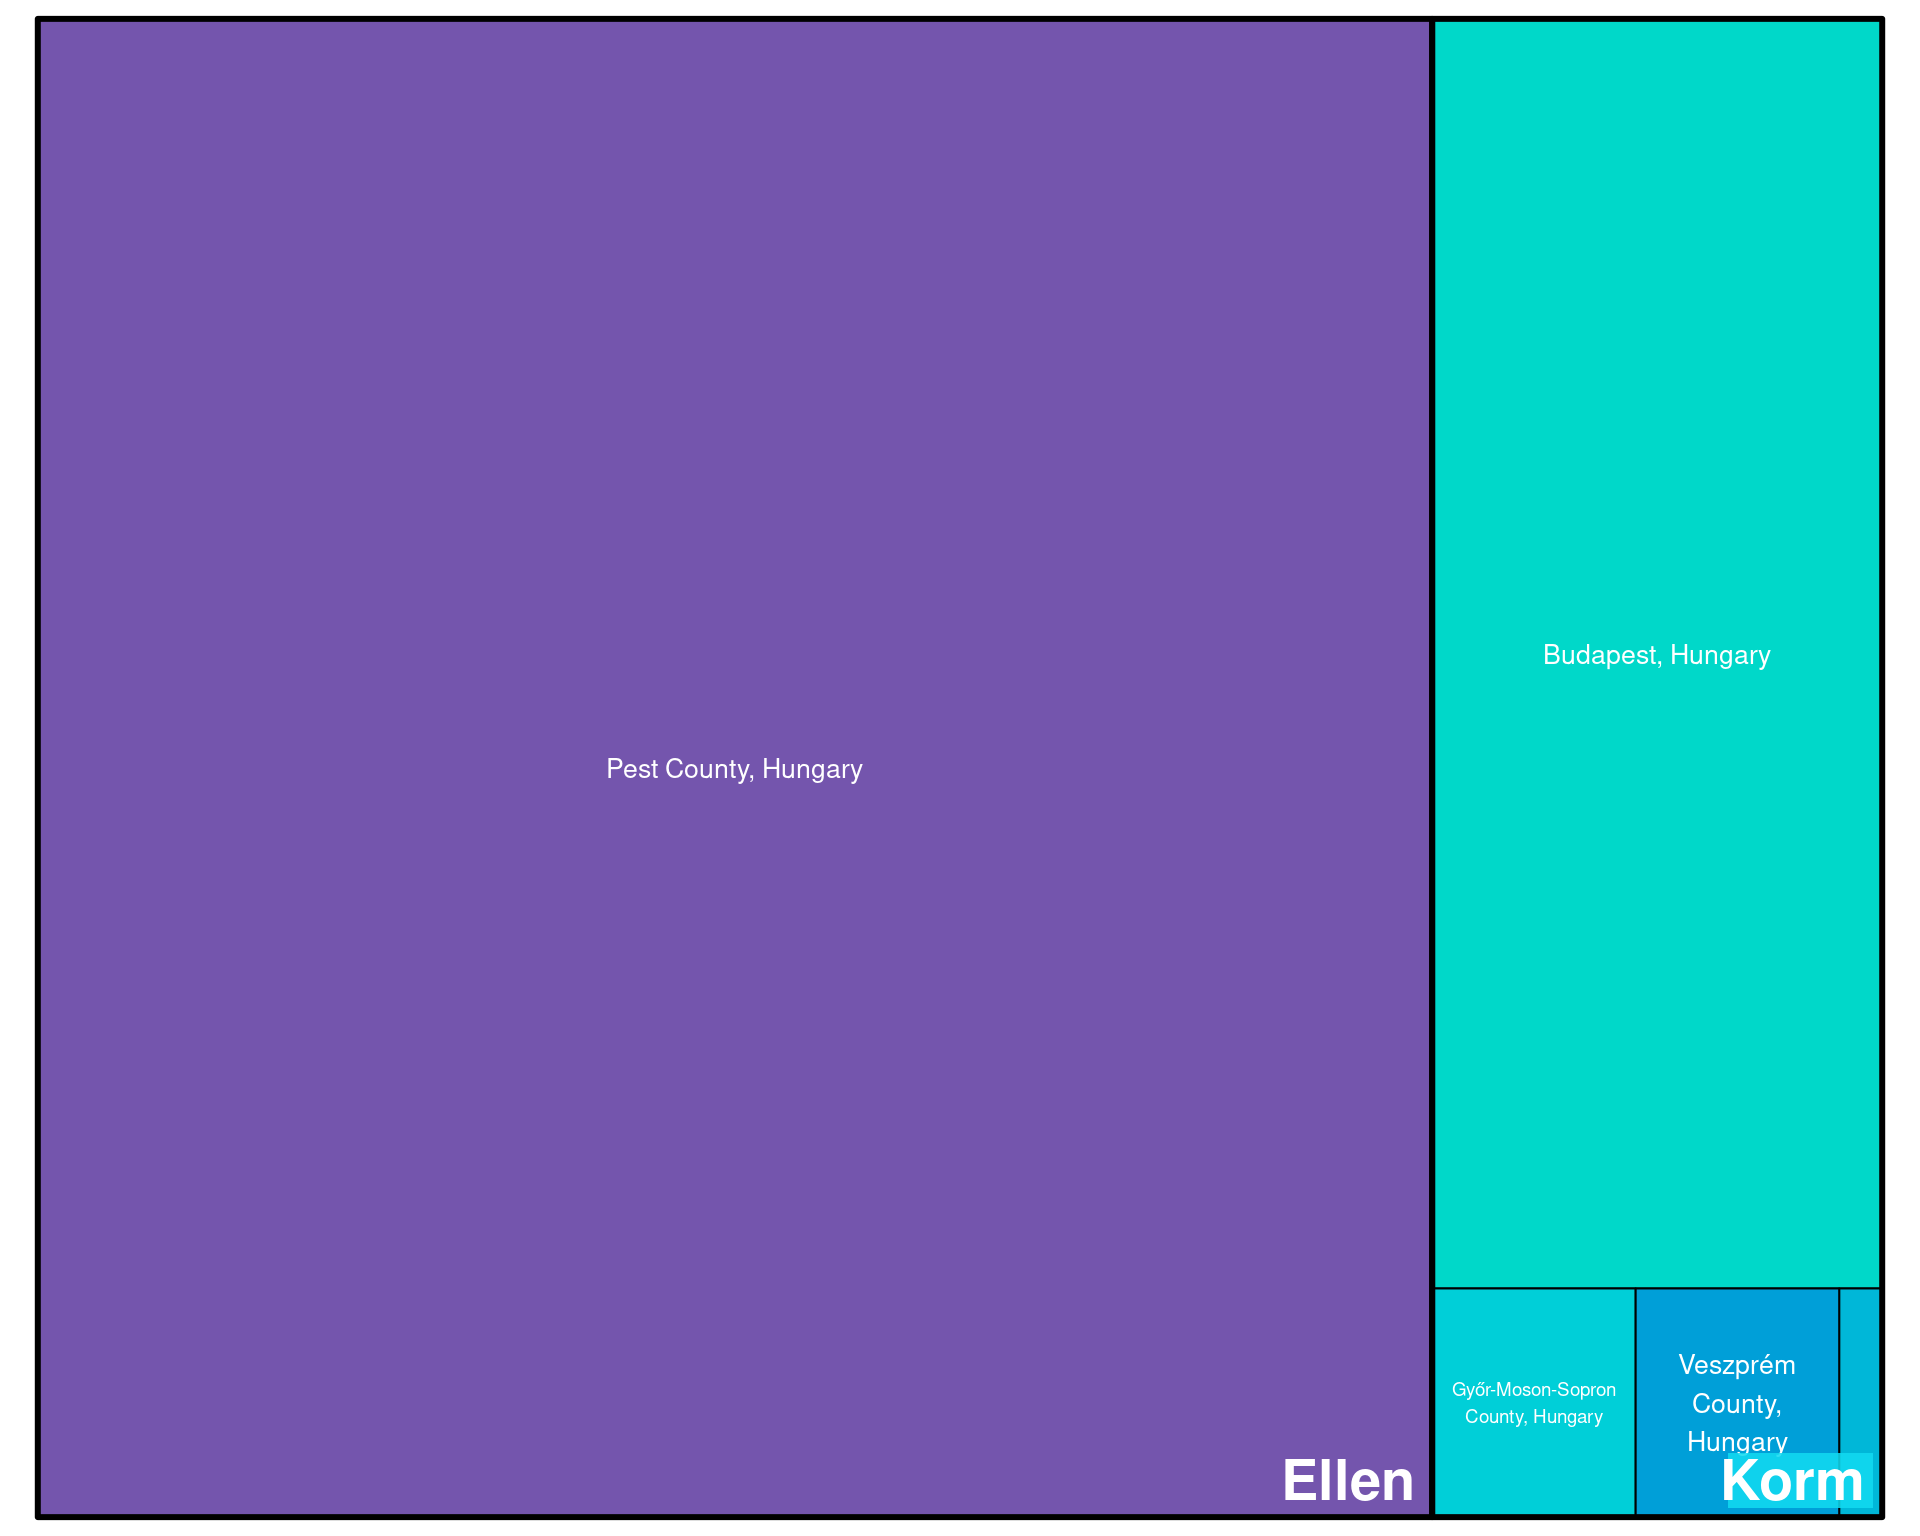 Pest County, Hungary
Ellen
Budapest, Hungary
Győr-Moson-Sopron
County, Hungary
Veszprém
County,
Hungary
Korm